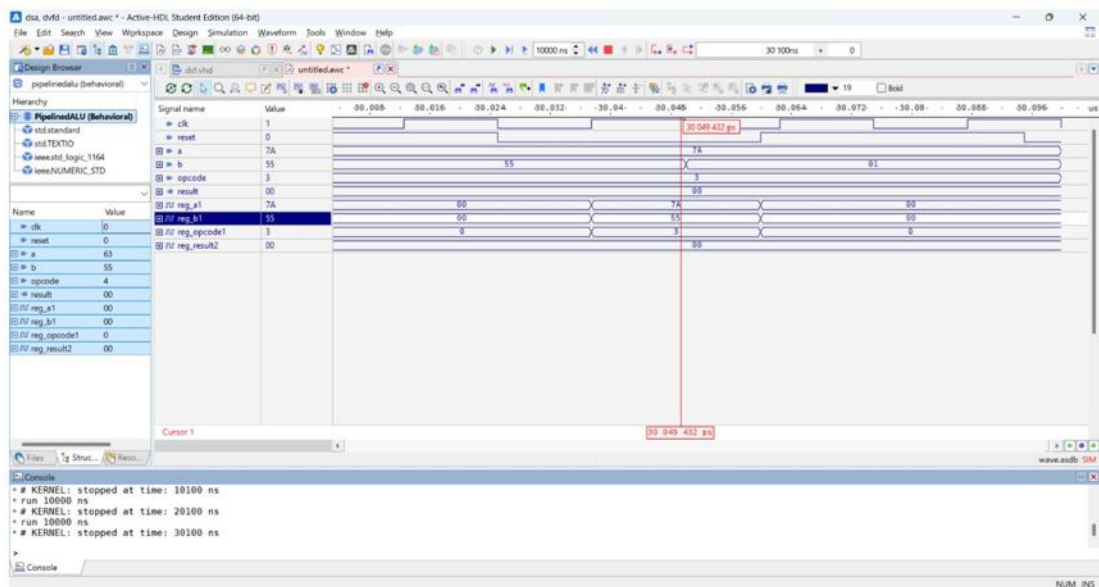 dsa, dvfd - untitled.awc * - Active-HDL Student Edition (64-bit)
File Edit Search View Workspace Design Simulation Waveform Tools Window Help
10000 ns
30 100ns + 0
Design Browser
dsf.vhd
untitled.awc *
pipelinedalu (behavioral)
19
Bold
Hierarchy
PipelinedALU (Behavioral)
std.standard
std.TEXTIO
ieee.std_logic_1164
ieee.NUMERIC_STD
Name Value
clk 0
reset 0
a 63
b 55
opcode 4
result 00
reg_a1 00
reg_b1 00
reg_opcode1 0
reg_result2 00
Signal name Value 30.008 30.016 30.024 30.032 30.04 30.048 30.056 30.064 30.072 30.08 30.088 30.096 us
clk 1
30 049 432 ps
reset 0
a 7A 7A
b 55 55 01
opcode 3 3
result 00 00
reg_a1 7A 00 7A 00
reg_b1 55 00 55 00
reg_opcode1 3 0 3 0
reg_result2 00 00
Cursor 1 30 049 432 ps
Files Struc... Reso...
wave.asdb SIM
Console
# KERNEL: stopped at time: 10100 ns
run 10000 ns
# KERNEL: stopped at time: 20100 ns
run 10000 ns
# KERNEL: stopped at time: 30100 ns
>
Console
NUM INS